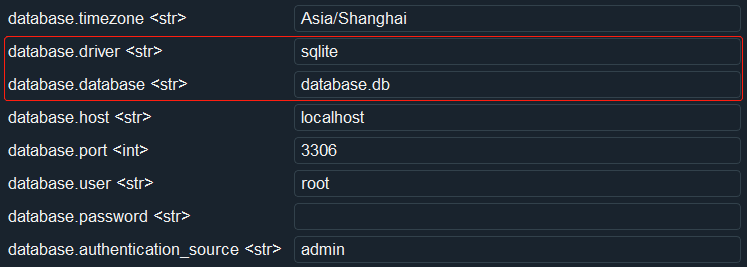 database.timezone <str> Asia/Shanghai
database.driver <str> sqlite
database.database <str> database.db
database.host <str> localhost
database.port <int> 3306
database.user <str> root
database.password <str>
database.authentication_source <str> admin